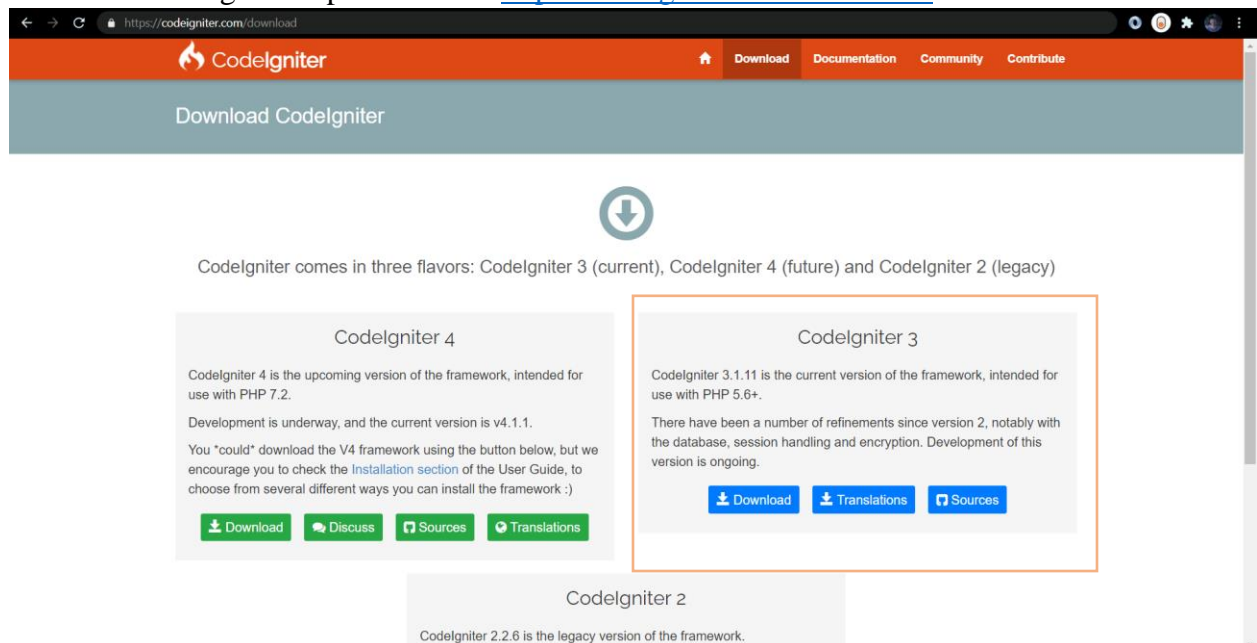 https://codeigniter.com/download
CodeIgniter
Download
Documentation
Community
Contribute
Download CodeIgniter
CodeIgniter comes in three flavors: CodeIgniter 3 (current), CodeIgniter 4 (future) and CodeIgniter 2 (legacy)
CodeIgniter 4
CodeIgniter 4 is the upcoming version of the framework, intended for
use with PHP 7.2.
Development is underway, and the current version is v4.1.1.
You *could* download the V4 framework using the button below, but we
encourage you to check the Installation section of the User Guide, to
choose from several different ways you can install the framework :)
Download
Discuss
Sources
Translations
CodeIgniter 3
CodeIgniter 3.1.11 is the current version of the framework, intended for
use with PHP 5.6+.
There have been a number of refinements since version 2, notably with
the database, session handling and encryption. Development of this
version is ongoing.
Download
Translations
Sources
CodeIgniter 2
CodeIgniter 2.2.6 is the legacy version of the framework.